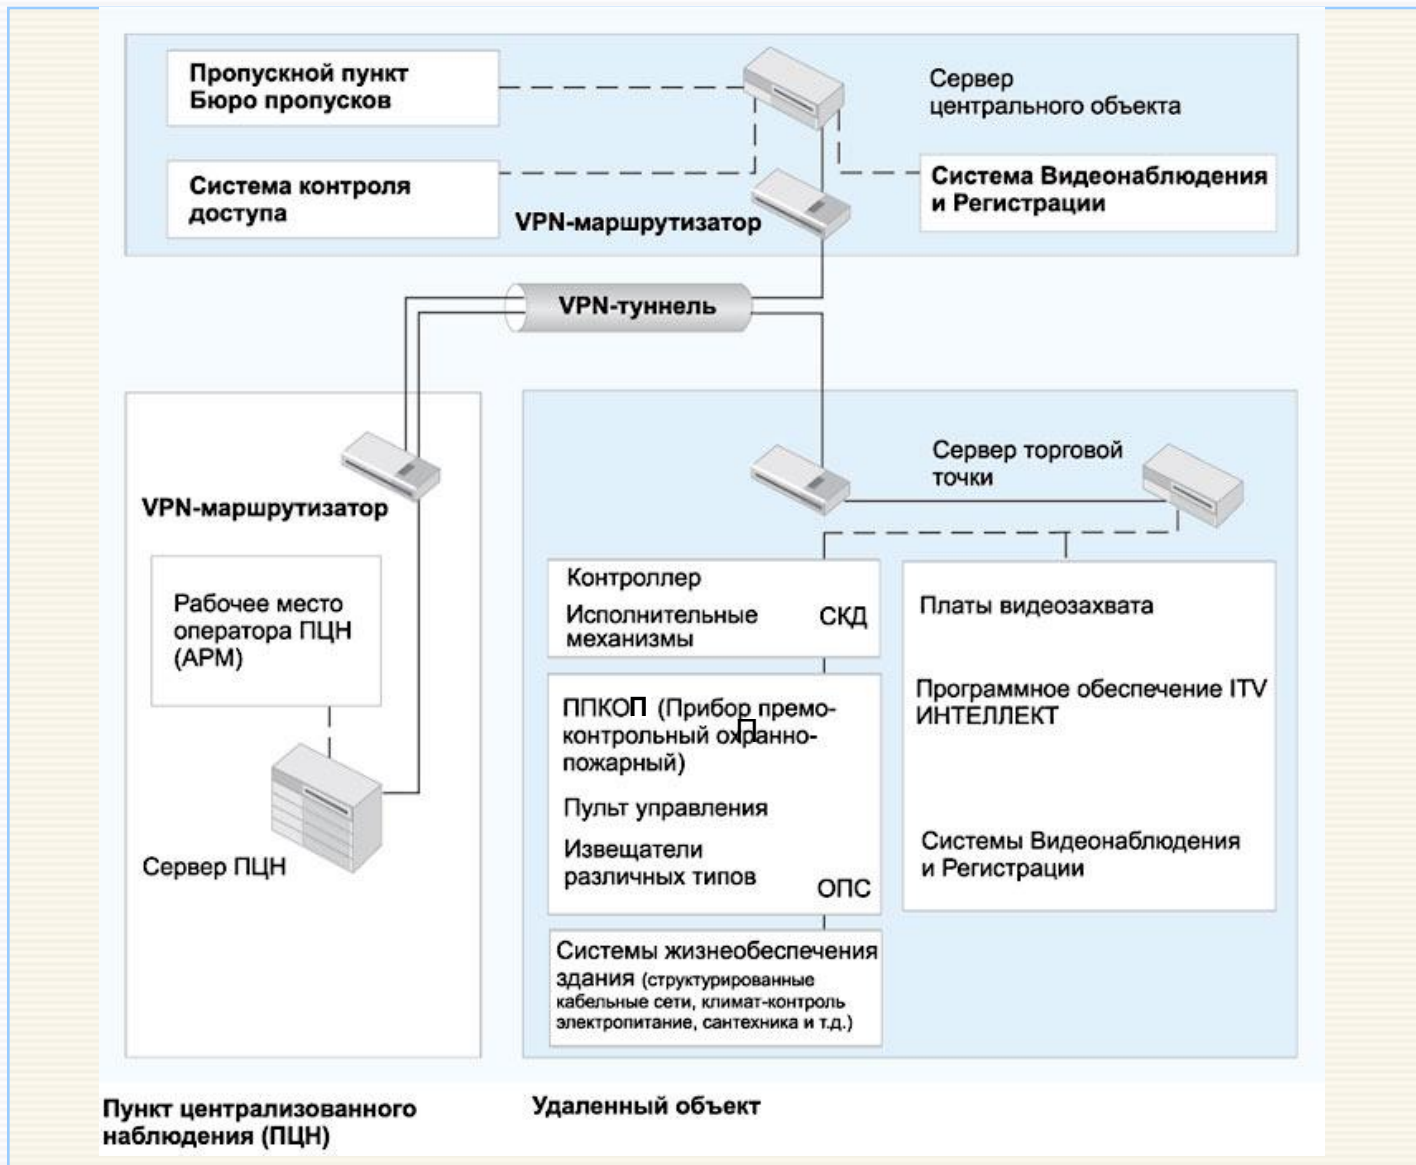 Пропускной пункт
Бюро пропусков
Сервер
центрального объекта
Система контроля
доступа
Система Видеонаблюдения
и Регистрации
VPN-маршрутизатор
VPN-туннель
VPN-маршрутизатор
Рабочее место
оператора ПЦН
(АРМ)
Сервер ПЦН
Сервер торговой
точки
Контроллер
Исполнительные
механизмы
СКД
ППКОП (Прибор премо-
контрольный охранно-
пожарный)
П
Пульт управления
Извещатели
различных типов
ОПС
Системы жизнеобеспечения
здания (структурированные
кабельные сети, климат-контроль
электропитание, сантехника и т.д.)
Платы видеозахвата
Программное обеспечение ITV
ИНТЕЛЛЕКТ
Системы Видеонаблюдения
и Регистрации
Пункт централизованного
наблюдения (ПЦН)
Удаленный объект